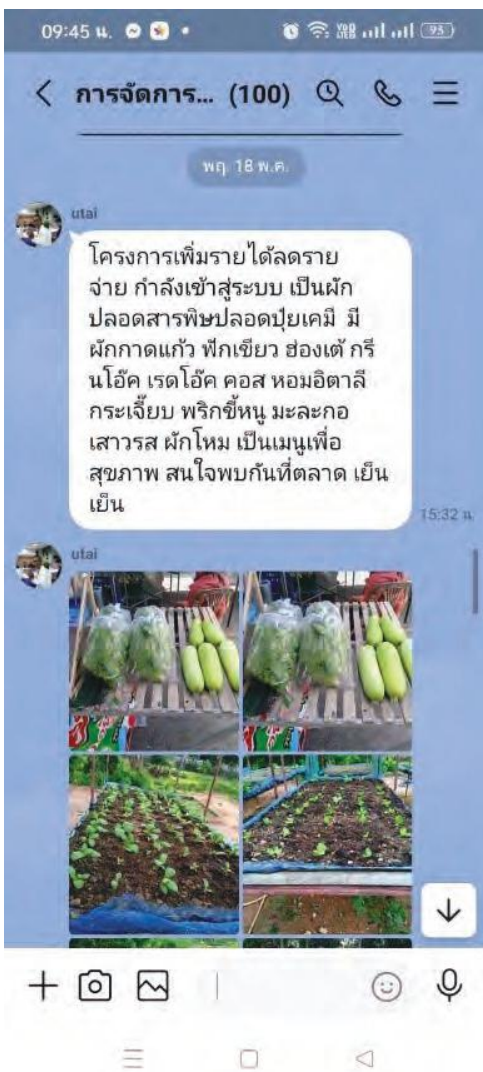 09:45 น.
93
การจัดการ... (100)
พฤ. 18 พ.ค.
utai
โครงการเพิ่มรายได้ลดราย
จ่าย กำลังเข้าสู่ระบบ เป็นผัก
ปลอดสารพิษปลอดปุ๋ยเคมี มี
ผักกาดแก้ว ฟักเขียว ฮ่องเต้ กรี
นโอ๊ค เรดโอ๊ค คอส หอมอิตาลี
กระเจี๊ยบ พริกขี้หนู มะละกอ
เสาวรส ผักโหม เป็นเมนูเพื่อ
สุขภาพ สนใจพบกันที่ตลาด เย็น
เย็น
15:32 น.
utai